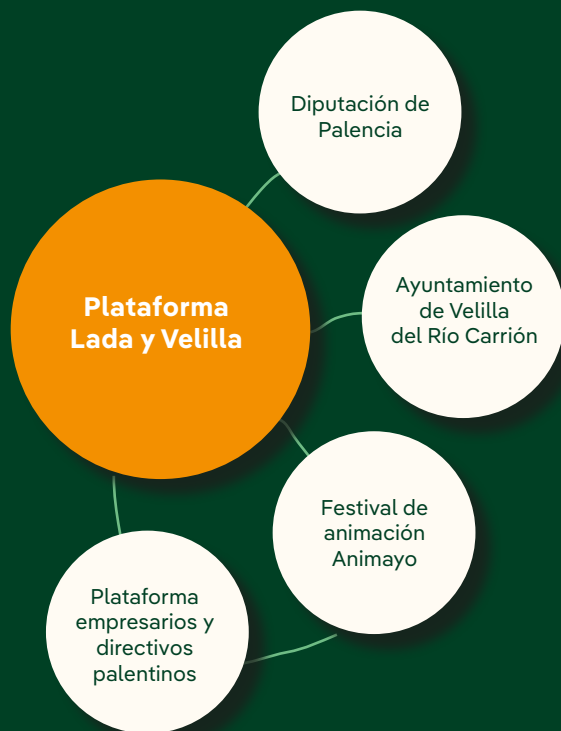 Diputación de
Palencia
Plataforma
Lada y Velilla
Ayuntamiento
de Velilla
del Río Carrión
Festival de
animación
Animayo
Plataforma
empresarios y
directivos
palentinos